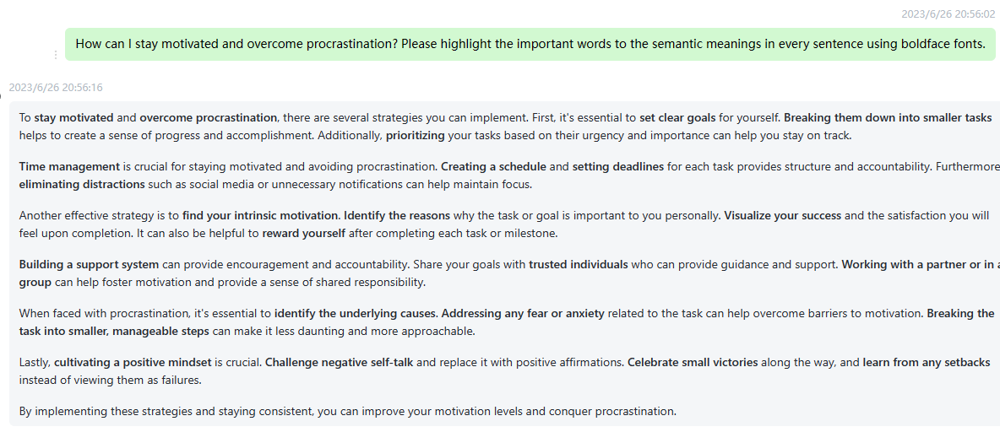 2023/6/26 20:56:02
How can I stay motivated and overcome procrastination? Please highlight the important words to the semantic meanings in every sentence using boldface fonts.
2023/6/26 20:56:16
To stay motivated and overcome procrastination, there are several strategies you can implement. First, it's essential to set clear goals for yourself. Breaking them down into smaller tasks
helps to create a sense of progress and accomplishment. Additionally, prioritizing your tasks based on their urgency and importance can help you stay on track.
Time management is crucial for staying motivated and avoiding procrastination. Creating a schedule and setting deadlines for each task provides structure and accountability. Furthermore
eliminating distractions such as social media or unnecessary notifications can help maintain focus.
Another effective strategy is to find your intrinsic motivation. Identify the reasons why the task or goal is important to you personally. Visualize your success and the satisfaction you will
feel upon completion. It can also be helpful to reward yourself after completing each task or milestone.
Building a support system can provide encouragement and accountability. Share your goals with trusted individuals who can provide guidance and support. Working with a partner or in a
group can help foster motivation and provide a sense of shared responsibility.
When faced with procrastination, it's essential to identify the underlying causes. Addressing any fear or anxiety related to the task can help overcome barriers to motivation. Breaking the
task into smaller, manageable steps can make it less daunting and more approachable.
Lastly, cultivating a positive mindset is crucial. Challenge negative self-talk and replace it with positive affirmations. Celebrate small victories along the way, and learn from any setbacks
instead of viewing them as failures.
By implementing these strategies and staying consistent, you can improve your motivation levels and conquer procrastination.